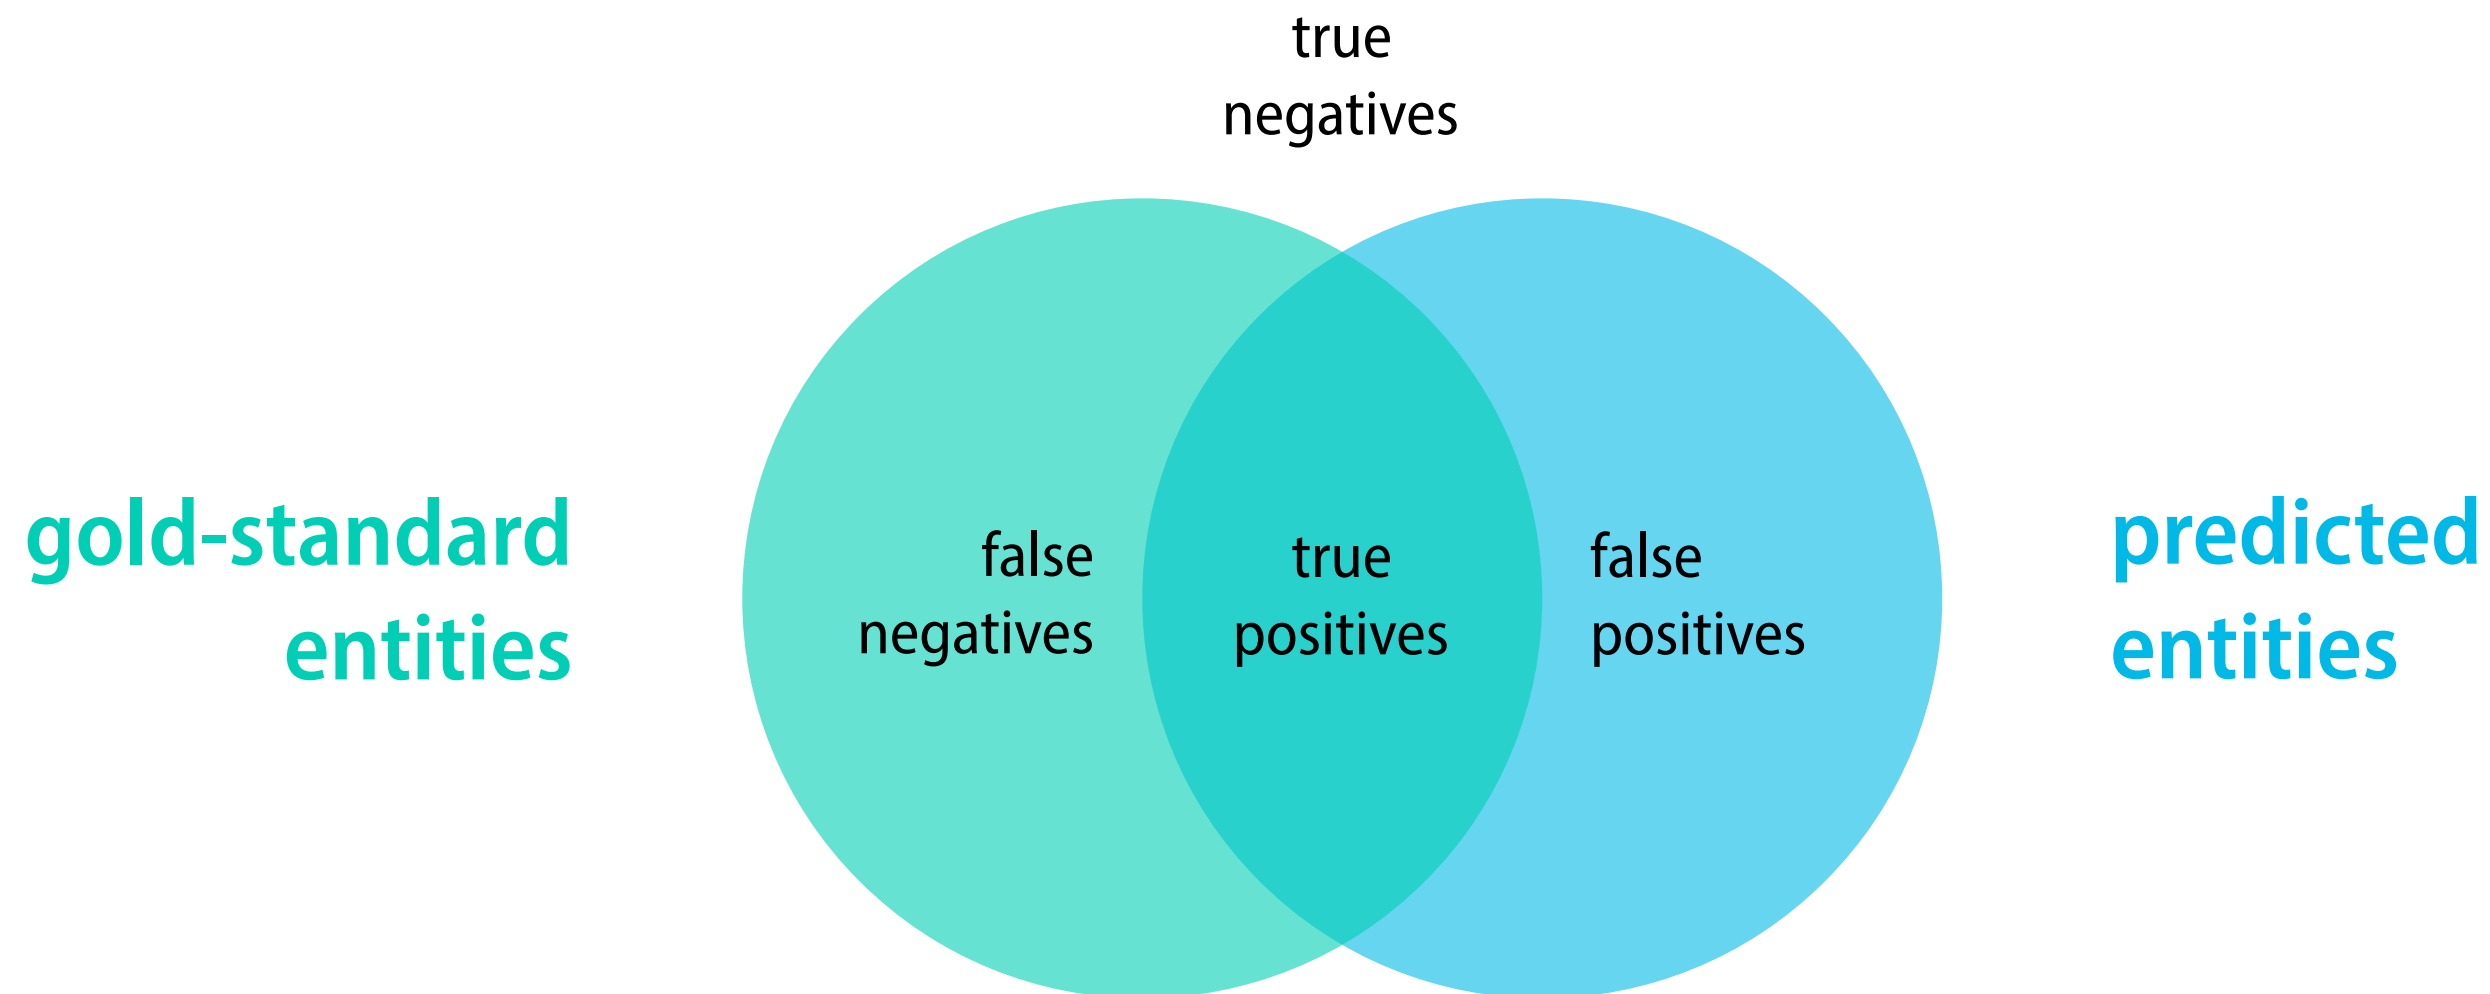 true
negatives
gold-standard
entities
false
negatives
true
positives
false
positives
predicted
entities